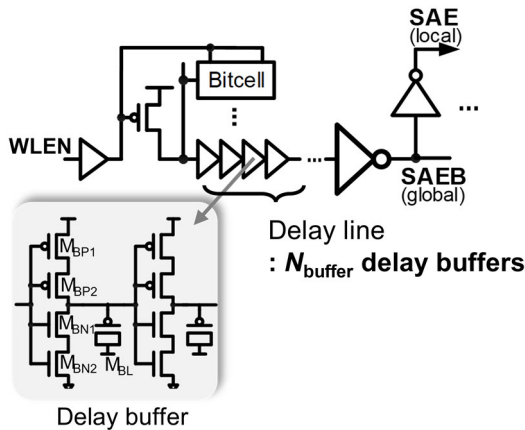 SAE
(local)
Bitcell
...
...
WLEN
...
SAEB
(global)
Delay line
: Nbuffer delay buffers
MBP1
MBP2
MBN1
MBN2
MBL
Delay buffer